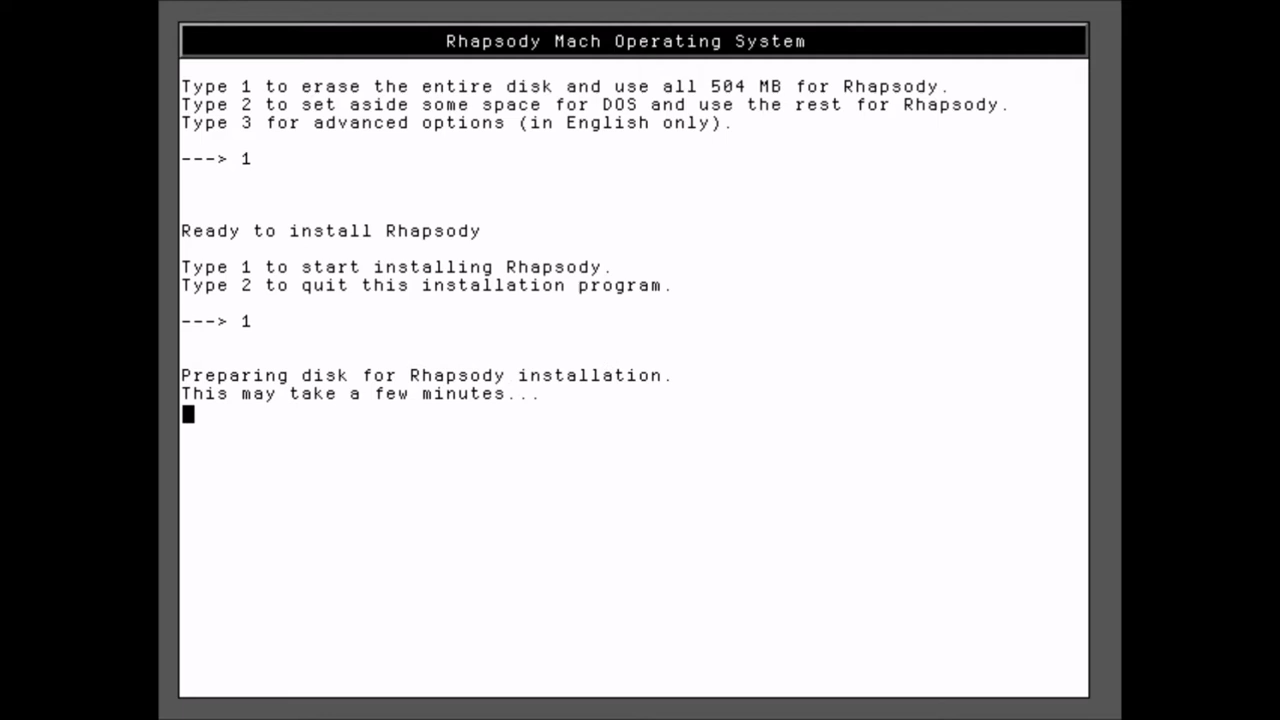 Rhapsody Mach Operating System
Type 1 to erase the entire disk and use all 504 MB for Rhapsody.
Type 2 to set aside some space for DOS and use the rest for Rhapsody.
Type 3 for advanced options (in English only).
---> 1
Ready to install Rhapsody
Type 1 to start installing Rhapsody.
Type 2 to quit this installation program.
---> 1
Preparing disk for Rhapsody installation.
This may take a few minutes...